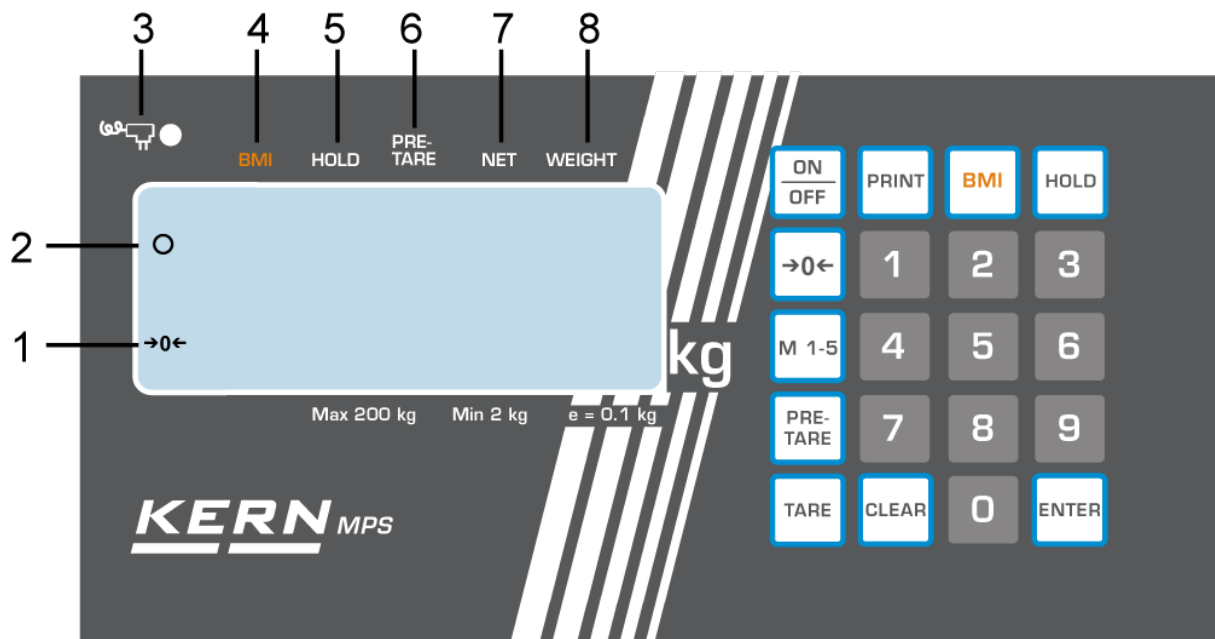 3 4 5 6 7 8
BMI HOLD PRE-TARE NET WEIGHT
2
1 →0←
kg
Max 200 kg Min 2 kg e = 0.1 kg
KERN MPS
ON
OFF
PRINT BMI HOLD
→0← 1 2 3
M 1-5 4 5 6
PRE-
TARE
7 8 9
TARE CLEAR 0 ENTER